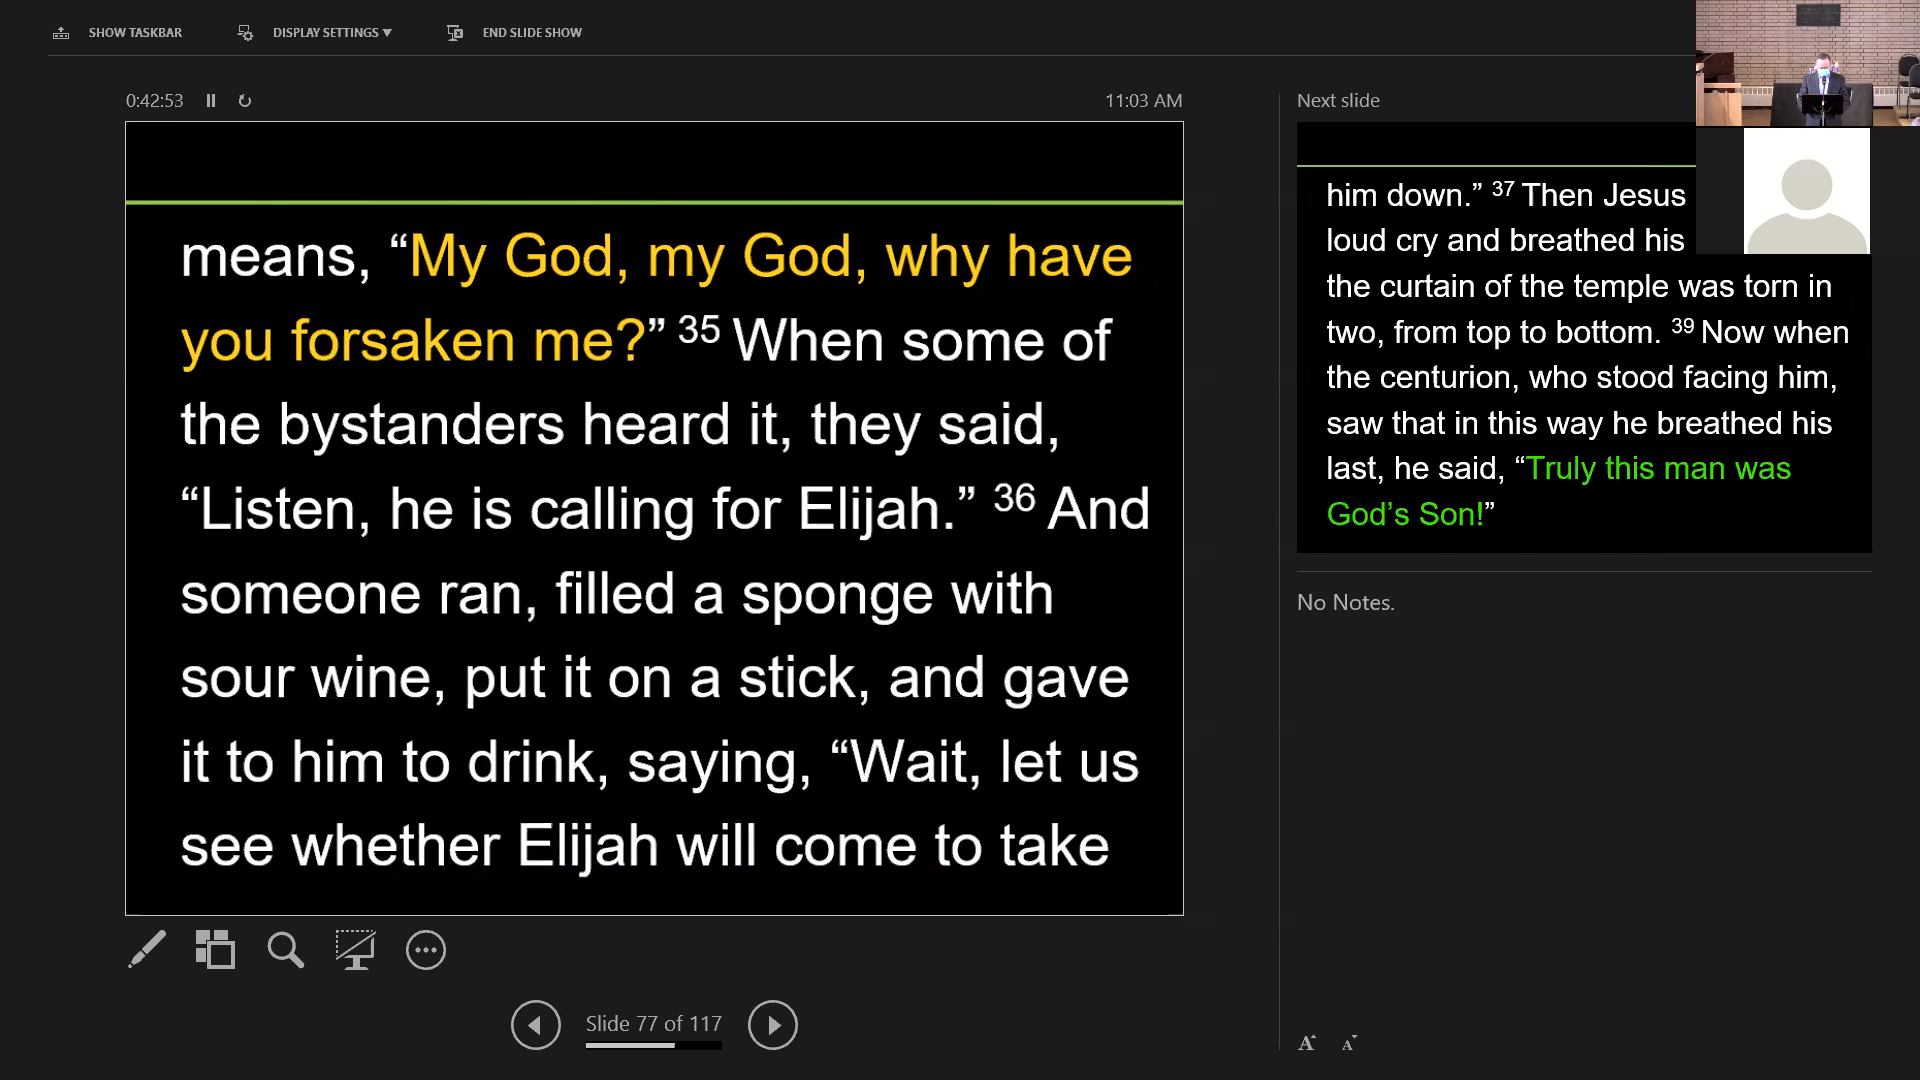 SHOW TASKBAR
DISPLAY SETTINGS ▼
END SLIDE SHOW
0:42:53
11:03 AM
means, “My God, my God, why have
you forsaken me?” 35 When some of
the bystanders heard it, they said,
“Listen, he is calling for Elijah.” 36 And
someone ran, filled a sponge with
sour wine, put it on a stick, and gave
it to him to drink, saying, “Wait, let us
see whether Elijah will come to take
Slide 77 of 117
Next slide
him down.” 37 Then Jesus
loud cry and breathed his
the curtain of the temple was torn in
two, from top to bottom. 39 Now when
the centurion, who stood facing him,
saw that in this way he breathed his
last, he said, “Truly this man was
God’s Son!”
No Notes.
A A